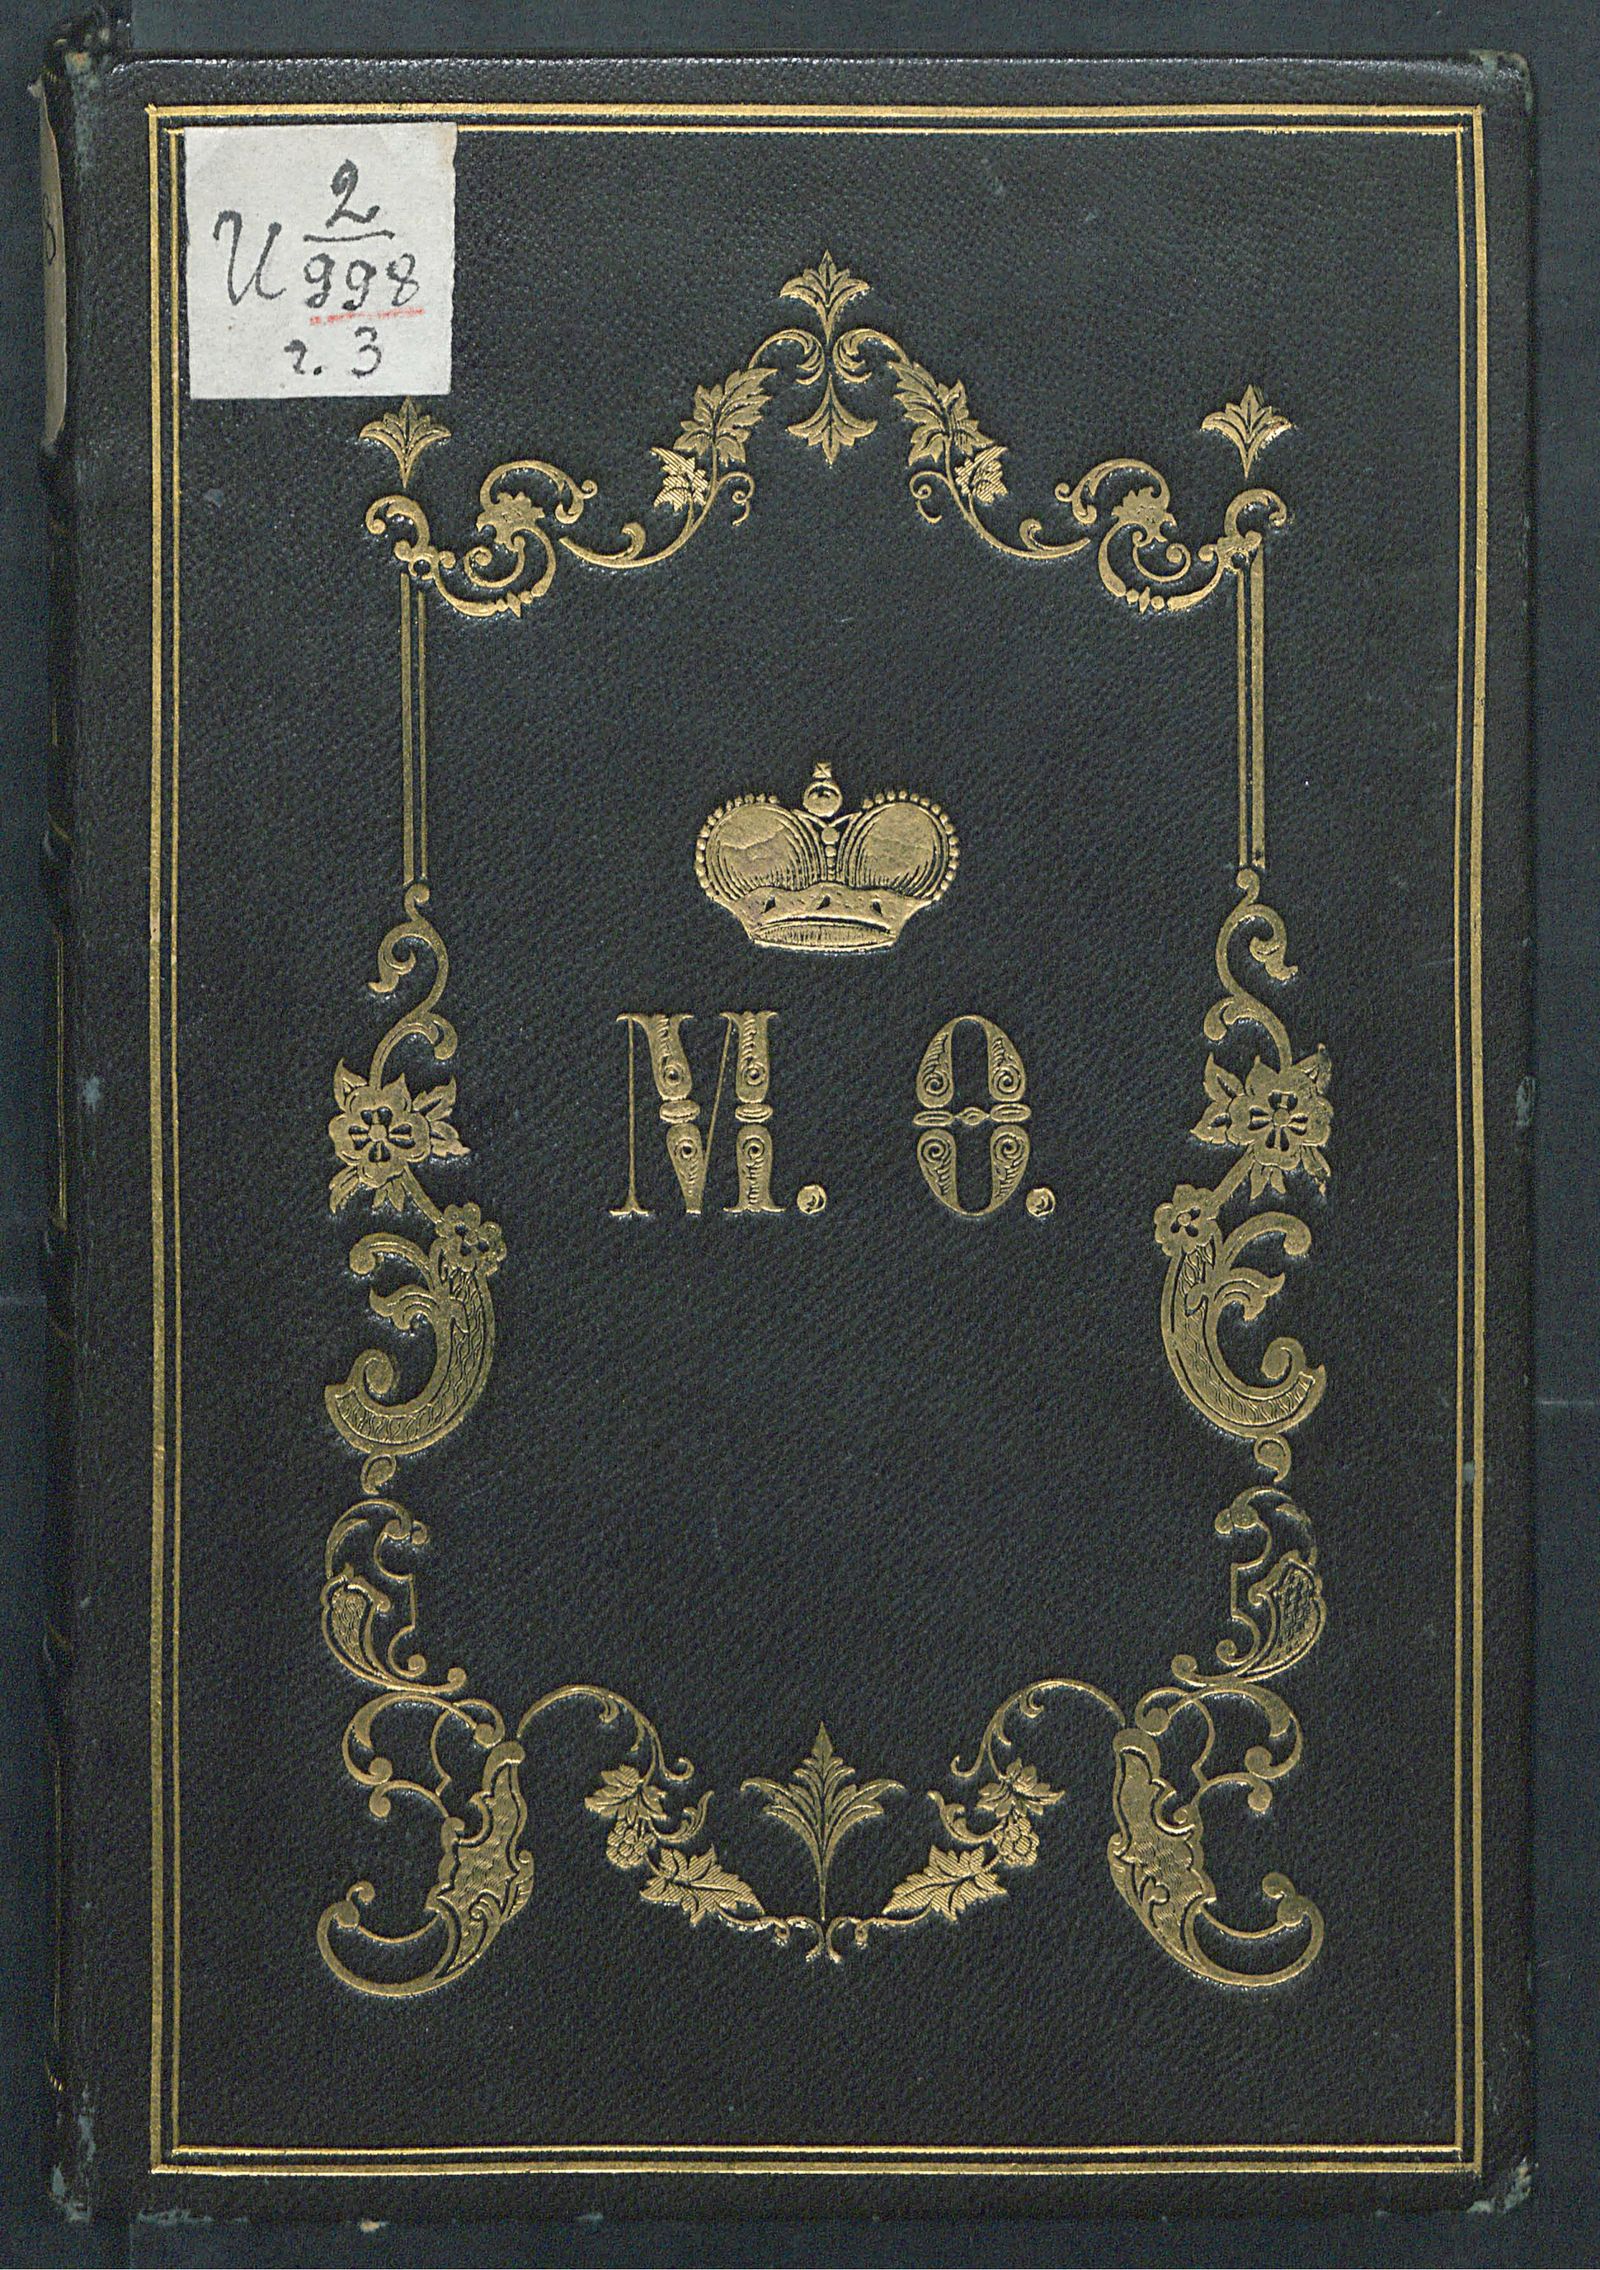 И 2/998
г. 3
М. О.